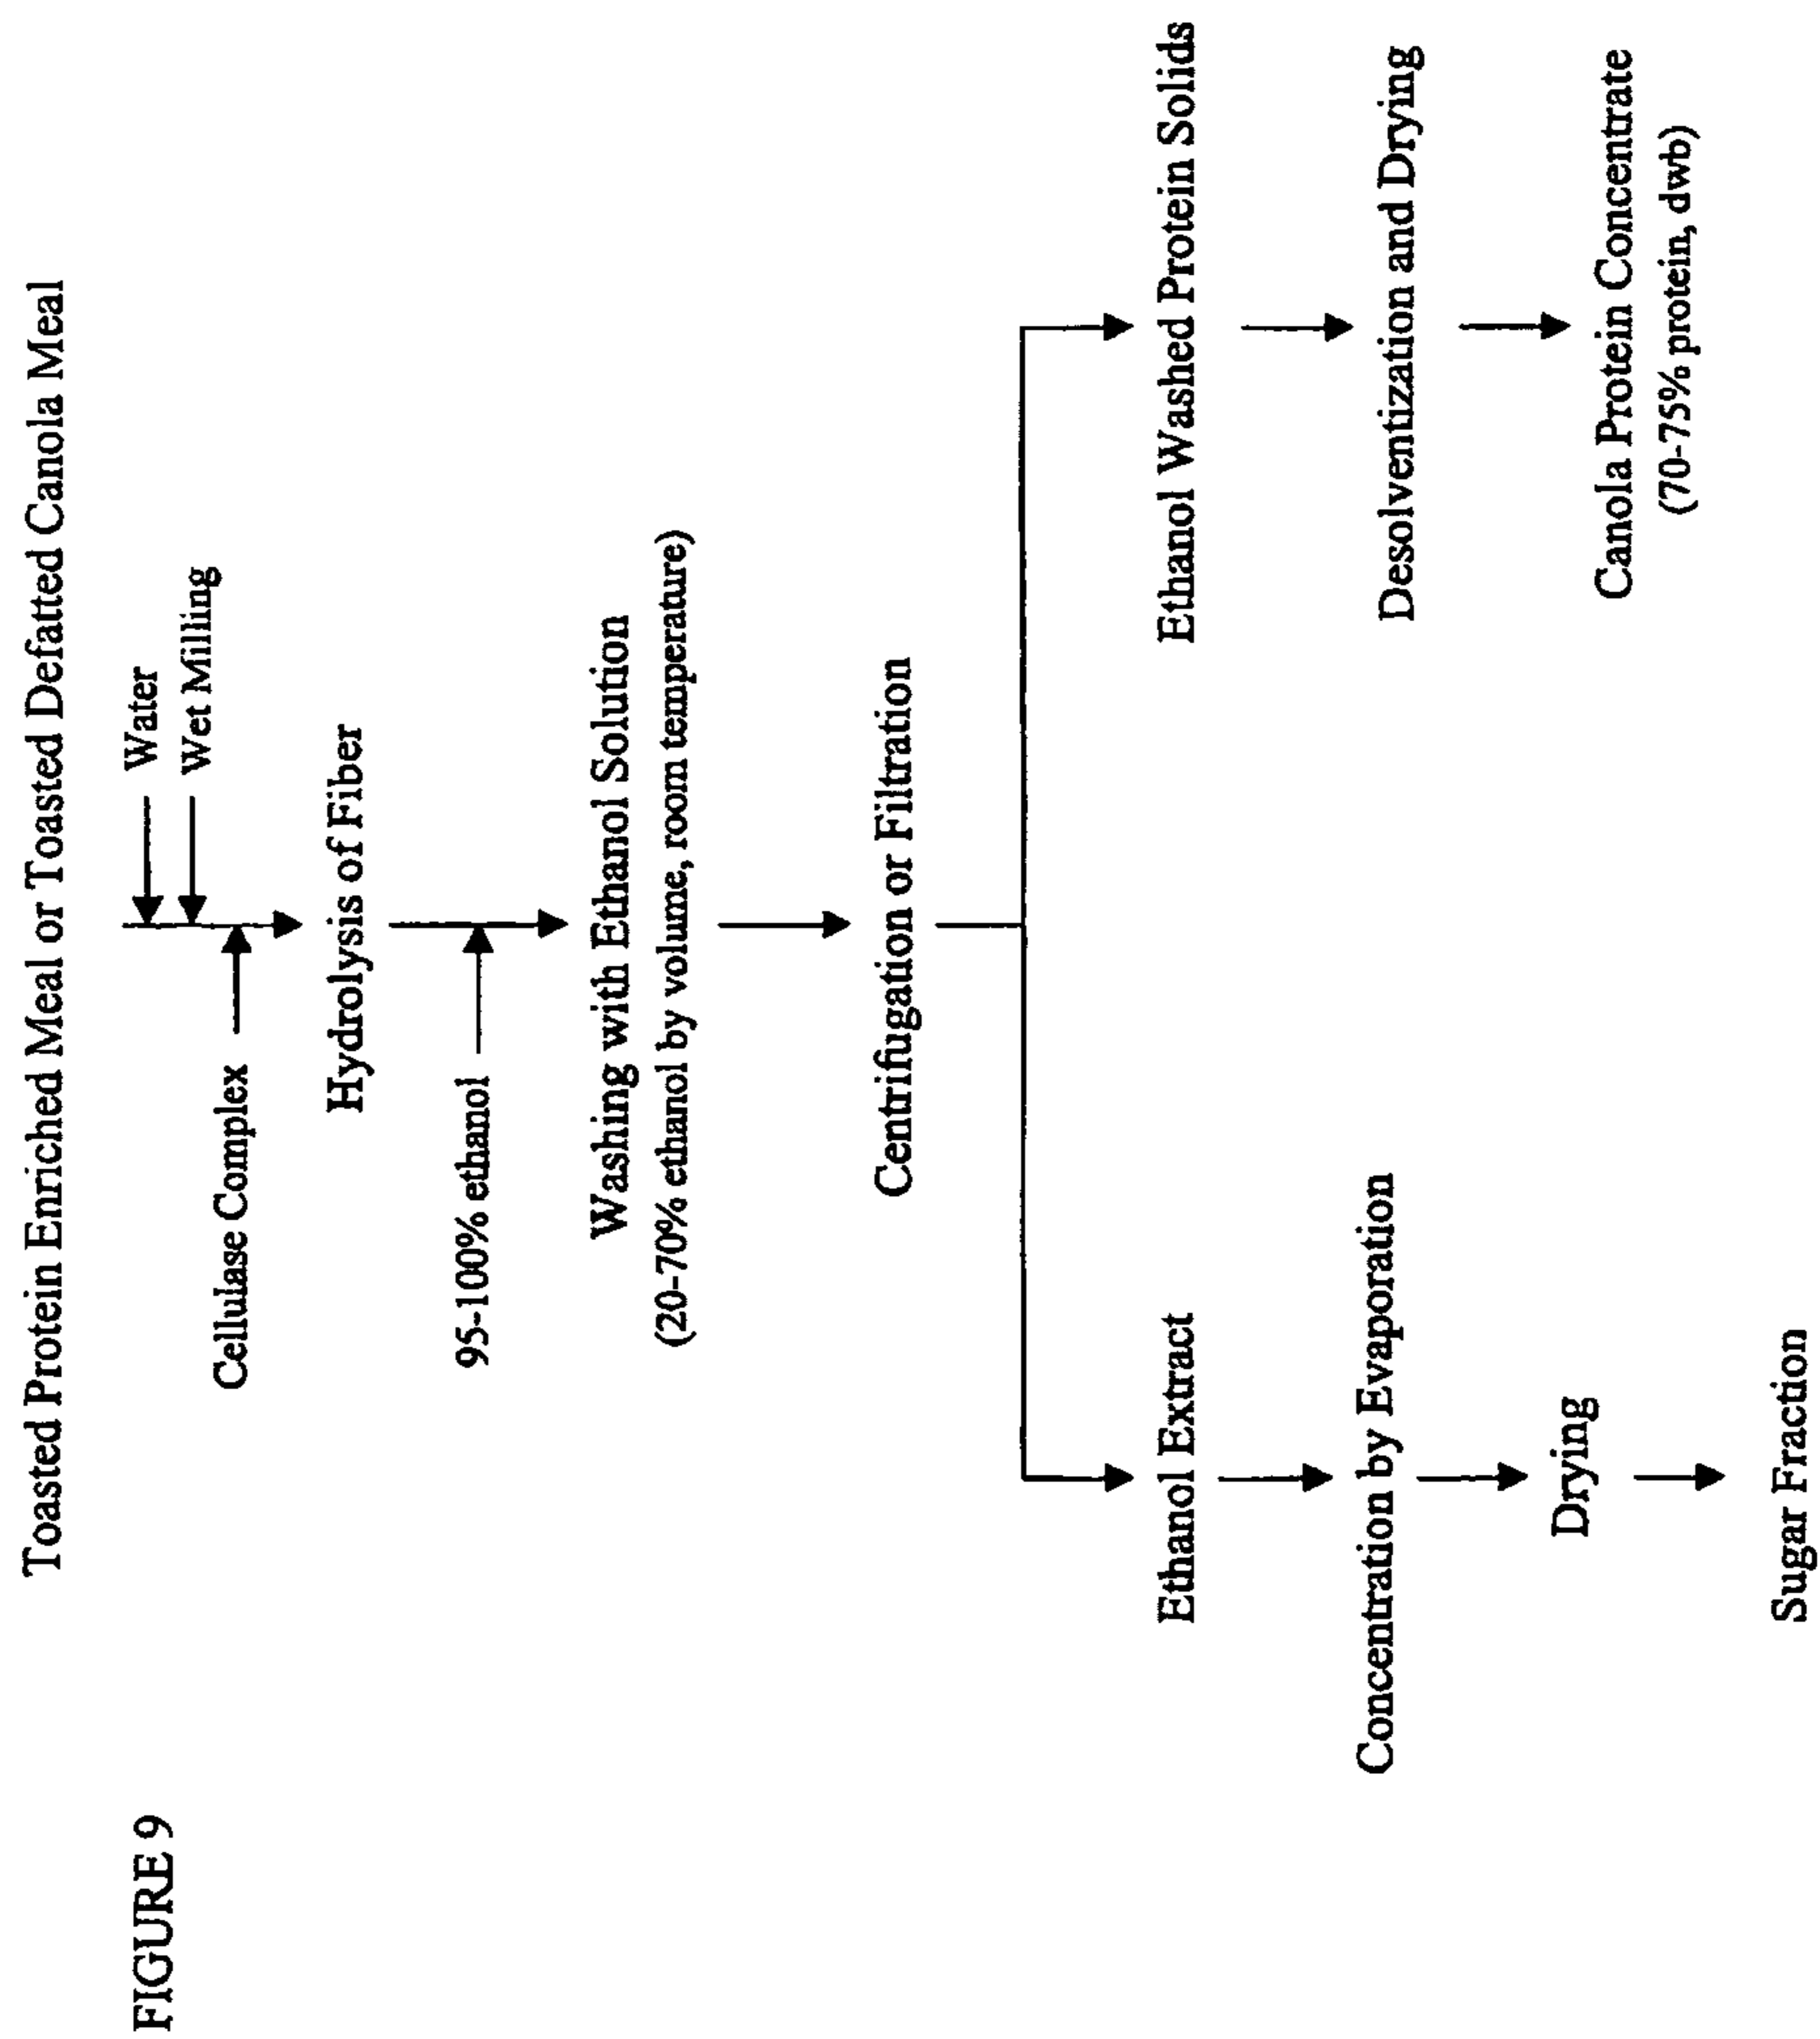 FIGURE 9
Toasted Protein Enriched Meal or Toasted Defatted Canola Meal
Water
Wet Milling
Cellulase Complex
Hydrolysis of Fiber
95-100% ethanol
Washing with Ethanol Solution
(20-70% ethanol by volume, room temperature)
Centrifugation or Filtration
Ethanol Extract
Ethanol Washed Protein Solids
Concentration by Evaporation
Desolventization and Drying
Drying
Canola Protein Concentrate
(70-75% protein, dwb)
Sugar Fraction